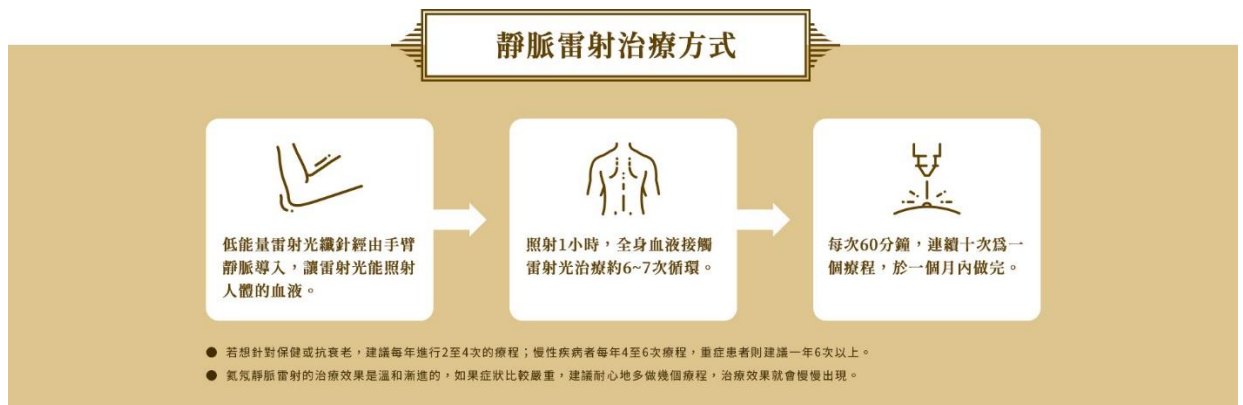 靜脈雷射治療方式
低能量雷射光纖針經由手臂
靜脈導入，讓雷射光能照射
人體的血液。
照射1小時，全身血液接觸
雷射光治療約6~7次循環。
每次60分鐘，連續十次為一
個療程，於一個月內做完。
● 若想針對保健或抗衰老，建議每年進行2至4次的療程；慢性疾病者每年4至6次療程，重症患者則建議一年6次以上。
● 氦氖靜脈雷射的治療效果是溫和漸進的，如果症狀比較嚴重，建議耐心地多做幾個療程，治療效果就會慢慢出現。